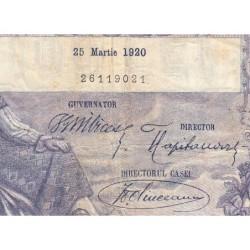 25 Martie 1920
26119021
GUVERNATOR
DIRECTOR
DIRECTORUL CASEI